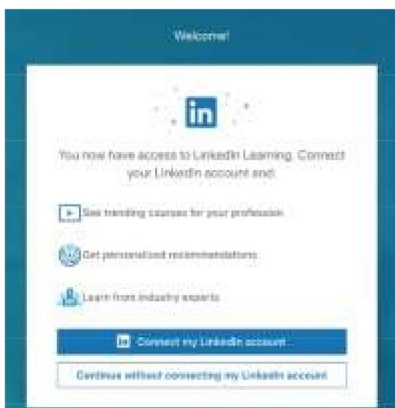 Welcome!
in
You now have access to LinkedIn Learning. Connect
your LinkedIn account and:
See trending courses for your profession
Get personalized recommendations
Learn from industry experts
in Connect my LinkedIn account
Continue without connecting my LinkedIn account